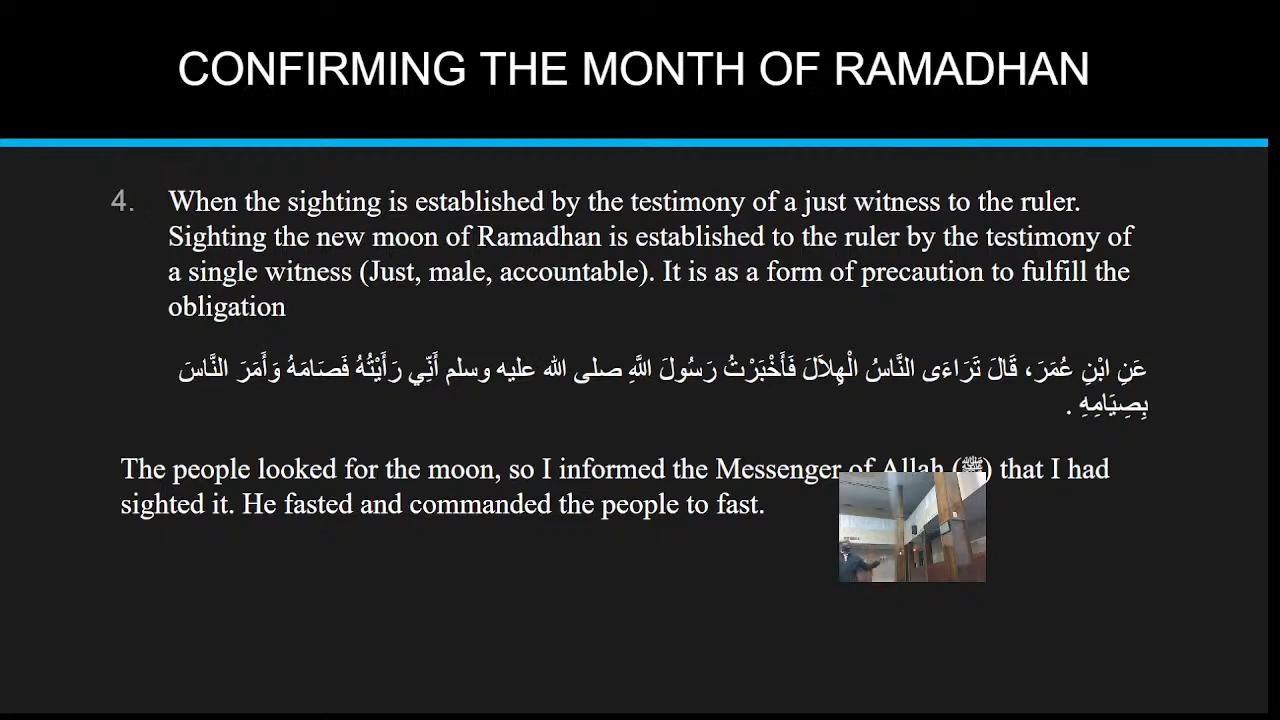 CONFIRMING THE MONTH OF RAMADHAN
4. When the sighting is established by the testimony of a just witness to the ruler.
Sighting the new moon of Ramadhan is established to the ruler by the testimony of
a single witness (Just, male, accountable). It is as a form of precaution to fulfill the
obligation
عَنِ ابْنِ عُمَرَ، قَالَ تَرَاءَى النَّاسُ الْهِلاَلَ فَأَخْبَرْتُ رَسُولَ اللَّهِ صلى الله عليه وسلم أَنِّي رَأَيْتُهُ فَصَامَهُ وَأَمَرَ النَّاسَ
بِصِيَامِهِ .
The people looked for the moon, so I informed the Messenger of Allah (ﷺ) that I had
sighted it. He fasted and commanded the people to fast.